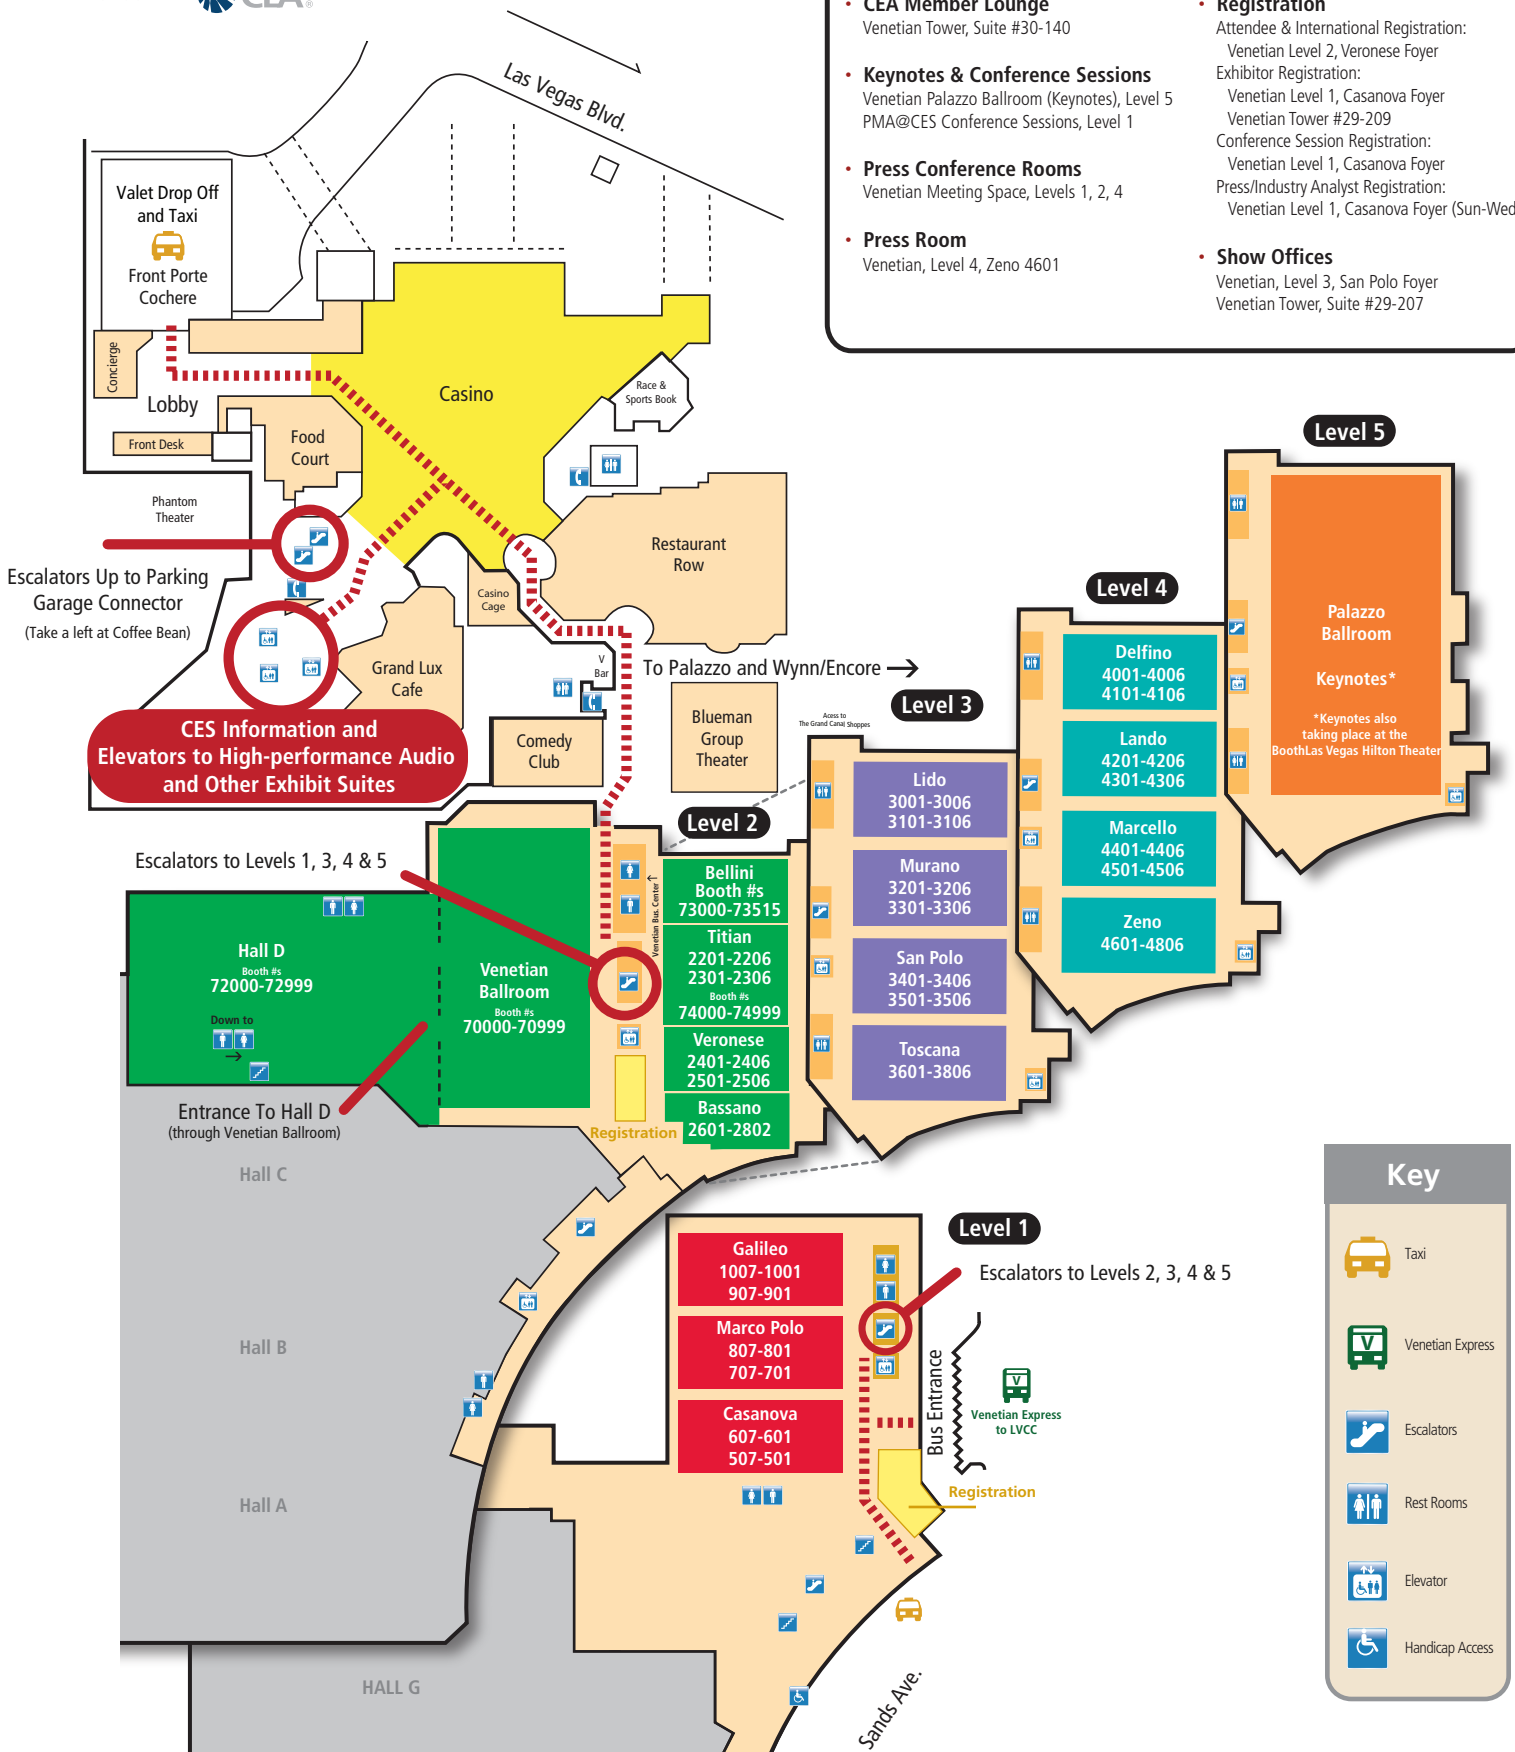 CEA®
• CEA Member Lounge
Venetian Tower, Suite #30-140
• Keynotes & Conference Sessions
Venetian Palazzo Ballroom (Keynotes), Level 5
PMA@CES Conference Sessions, Level 1
• Press Conference Rooms
Venetian Meeting Space, Levels 1, 2, 4
• Press Room
Venetian, Level 4, Zeno 4601
• Registration
Attendee & International Registration:
Venetian Level 2, Veronese Foyer
Exhibitor Registration:
Venetian Level 1, Casanova Foyer
Venetian Tower #29-209
Conference Session Registration:
Venetian Level 1, Casanova Foyer
Press/Industry Analyst Registration:
Venetian Level 1, Casanova Foyer (Sun-Wed
• Show Offices
Venetian, Level 3, San Polo Foyer
Venetian Tower, Suite #29-207
Las Vegas Blvd.
Valet Drop Off
and Taxi
Front Porte
Cochere
Concierge
Lobby
Front Desk
Food
Court
Casino
Race &
Sports Book
Phantom
Theater
Escalators Up to Parking
Garage Connector
(Take a left at Coffee Bean)
Restaurant
Row
Casino
Cage
Grand Lux
Cafe
V
Bar
To Palazzo and Wynn/Encore →
CES Information and
Elevators to High-performance Audio
and Other Exhibit Suites
Comedy
Club
Blueman
Group
Theater
Level 5
Palazzo
Ballroom
Keynotes*
*Keynotes also
taking place at the
BoothLas Vegas Hilton Theater
Level 4
Delfino
4001-4006
4101-4106
Lando
4201-4206
4301-4306
Marcello
4401-4406
4501-4506
Zeno
4601-4806
Level 3
Acess to
The Grand Canal Shoppes
Lido
3001-3006
3101-3106
Murano
3201-3206
3301-3306
San Polo
3401-3406
3501-3506
Toscana
3601-3806
Level 2
Escalators to Levels 1, 3, 4 & 5
Venetian Bus. Center →
Bellini
Booth #s
73000-73515
Titian
2201-2206
2301-2306
Booth #s
74000-74999
Veronese
2401-2406
2501-2506
Bassano
2601-2802
Registration
Hall D
Booth #s
72000-72999
Down to
→
Venetian
Ballroom
Booth #s
70000-70999
Entrance To Hall D
(through Venetian Ballroom)
Hall C
Hall B
Hall A
HALL G
Level 1
Galileo
1007-1001
907-901
Marco Polo
807-801
707-701
Casanova
607-601
507-501
Escalators to Levels 2, 3, 4 & 5
Bus Entrance
V
Venetian Express
to LVCC
Registration
Sands Ave.
Key
Taxi
V
Venetian Express
Escalators
Rest Rooms
Elevator
Handicap Access